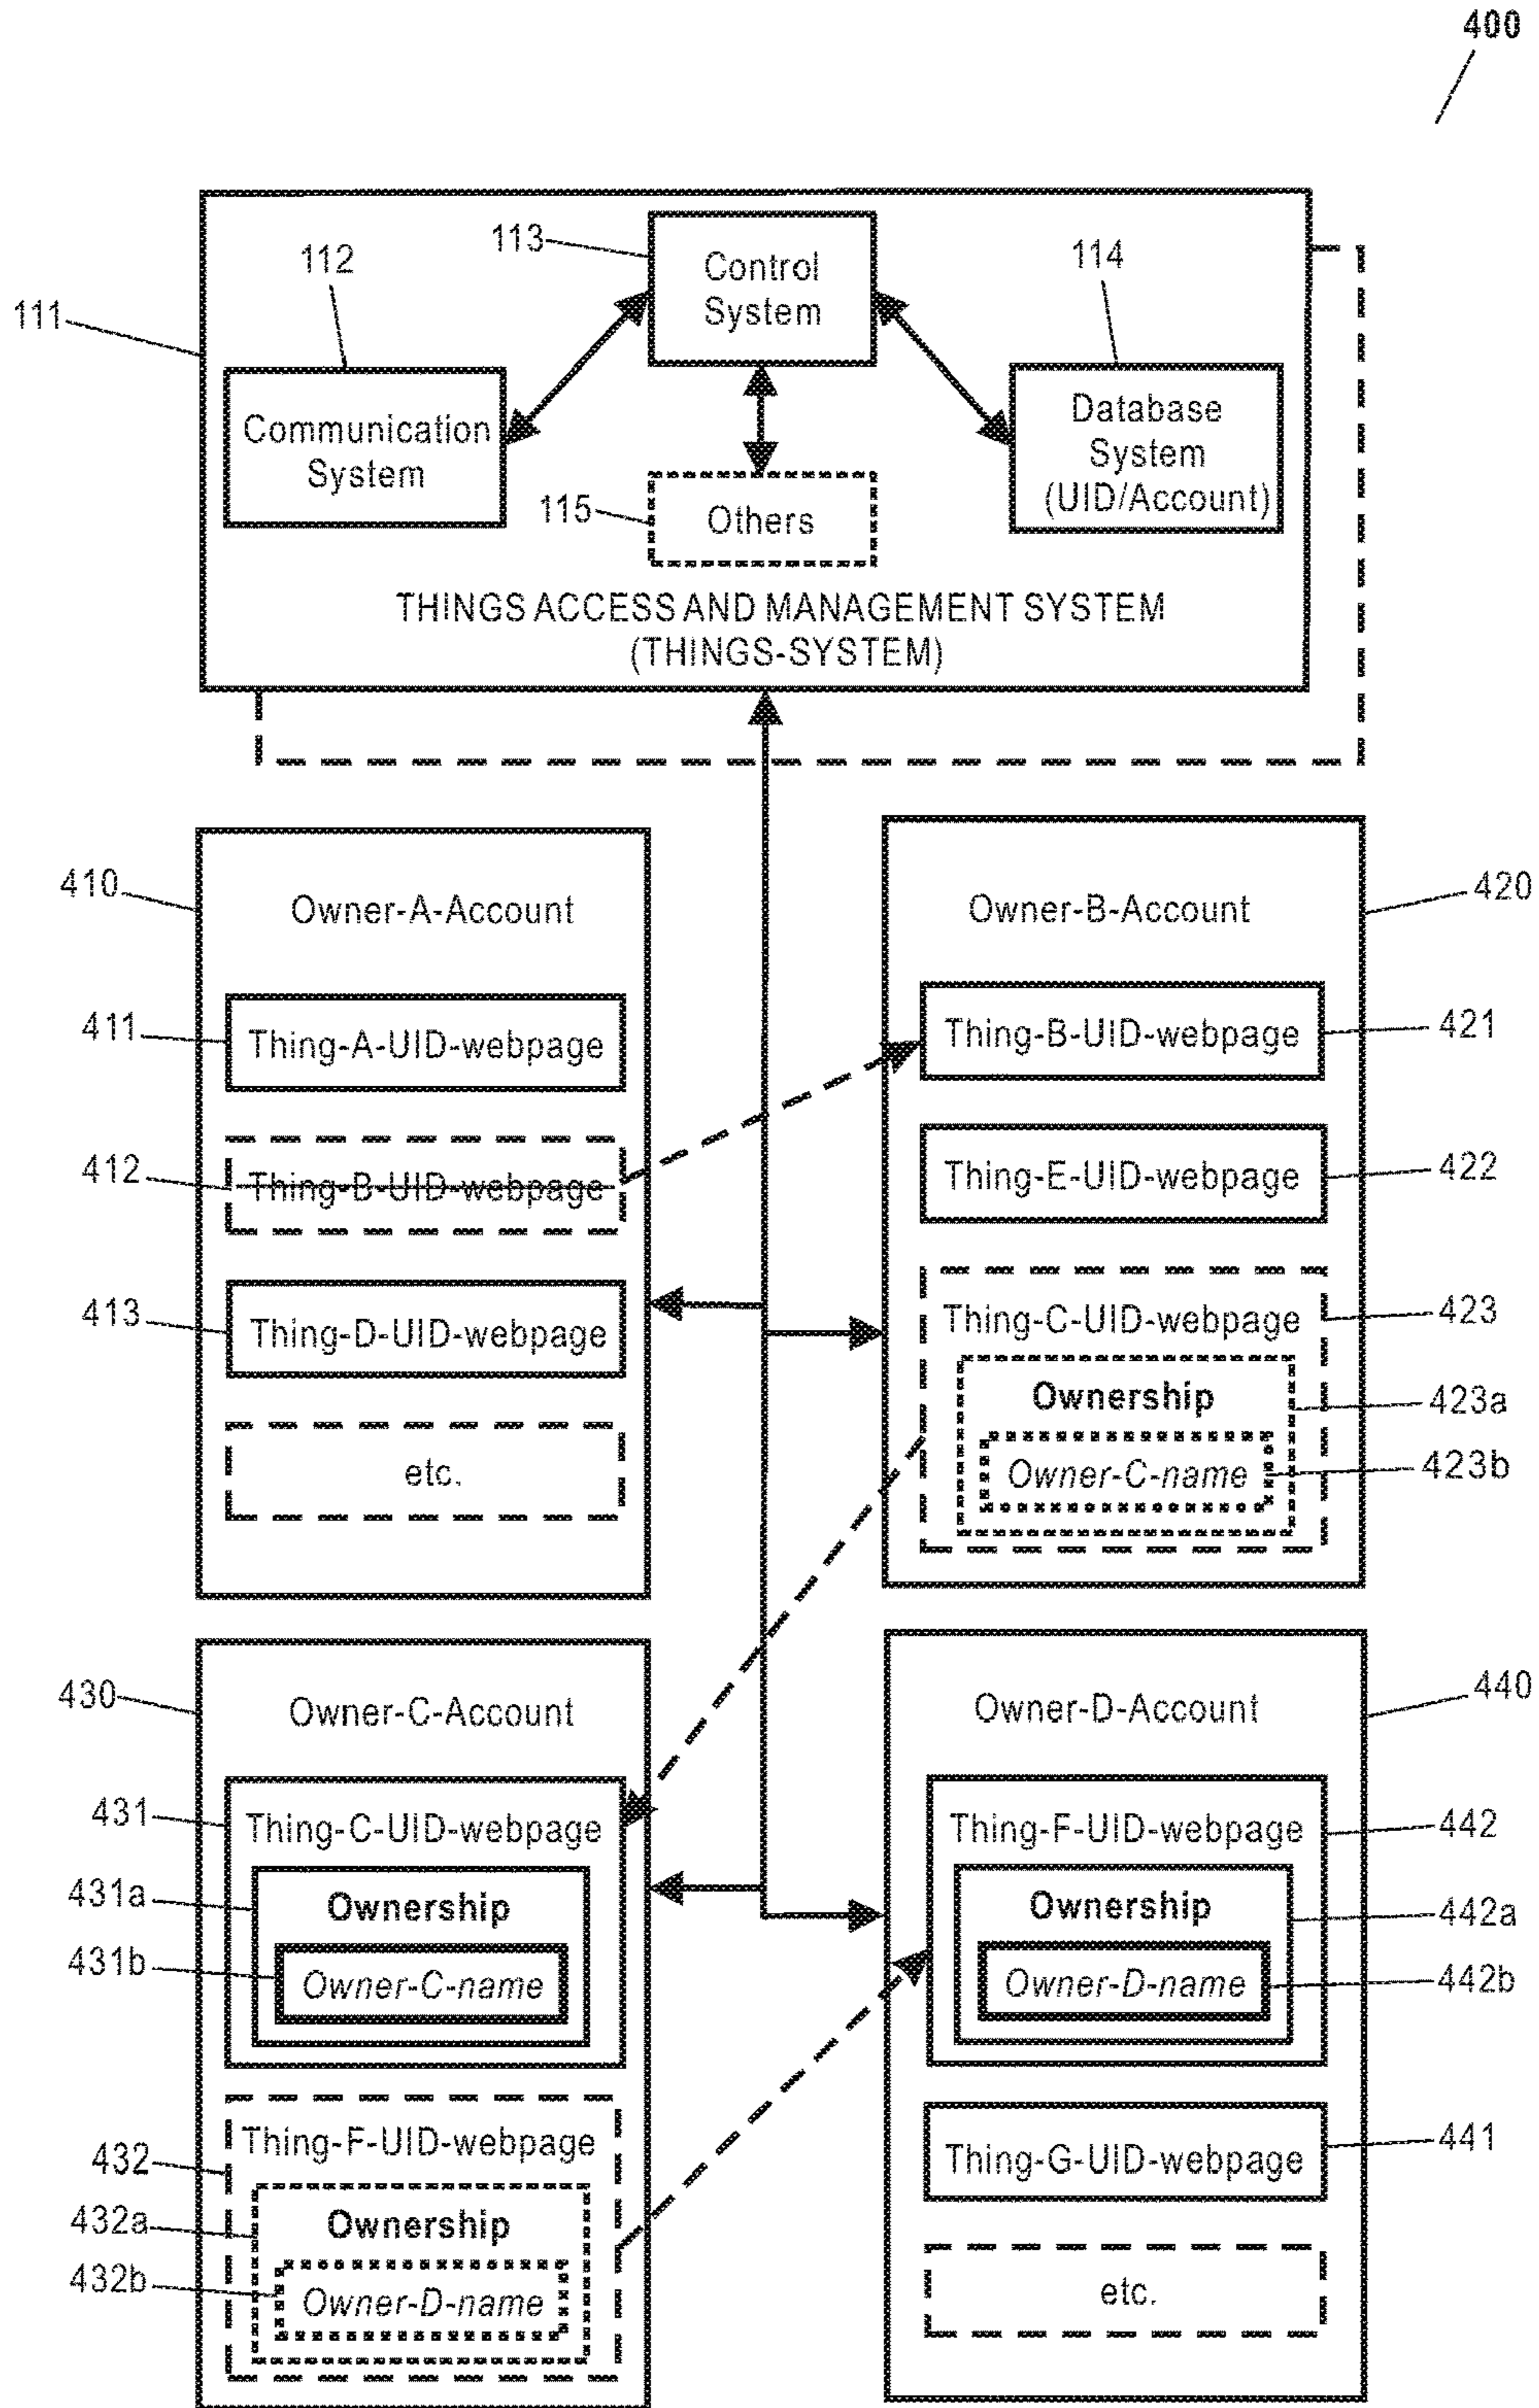 400
111
112
113
114
115
Control
System
Communication
System
Database
System
(UID/Account)
Others
THINGS ACCESS AND MANAGEMENT SYSTEM
(THINGS-SYSTEM)
410
Owner-A-Account
411
Thing-A-UID-webpage
412
Thing-B-UID-webpage
413
Thing-D-UID-webpage
etc.
420
Owner-B-Account
Thing-B-UID-webpage
421
Thing-E-UID-webpage
422
Thing-C-UID-webpage
423
Ownership
423a
Owner-C-name
423b
430
Owner-C-Account
431
Thing-C-UID-webpage
431a
Ownership
431b
Owner-C-name
432
Thing-F-UID-webpage
432a
Ownership
432b
Owner-D-name
440
Owner-D-Account
Thing-F-UID-webpage
442
Ownership
442a
Owner-D-name
442b
Thing-G-UID-webpage
441
etc.